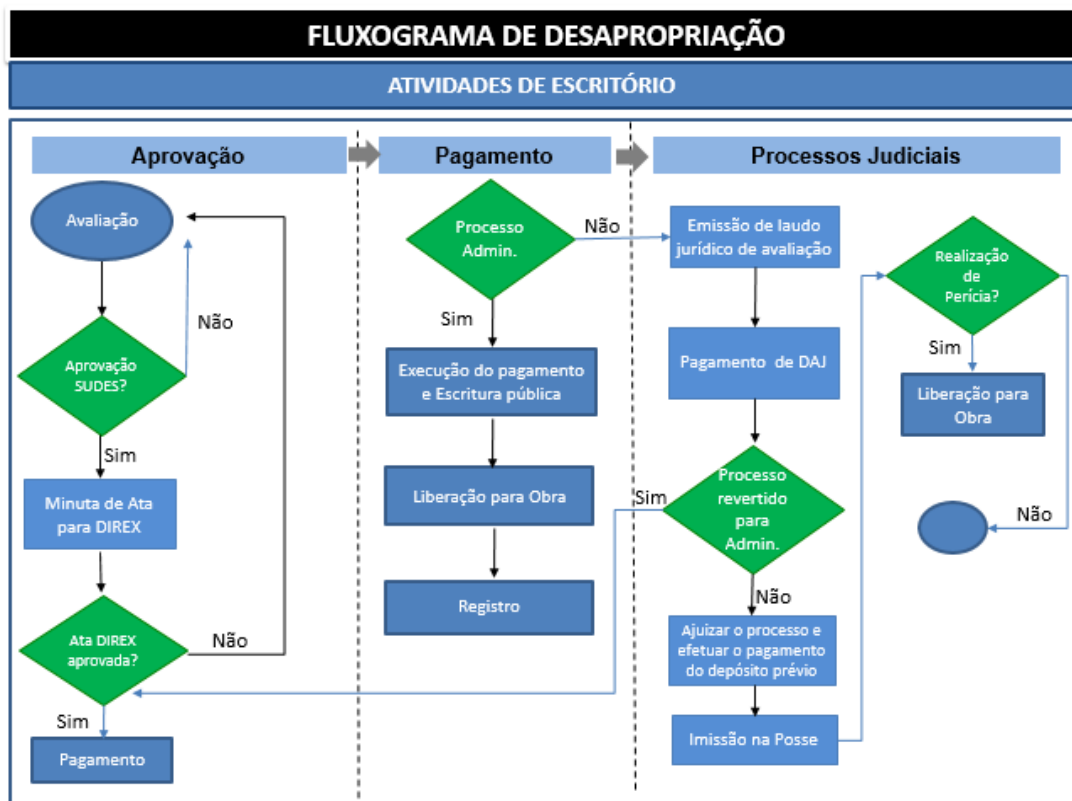 FLUXOGRAMA DE DESAPROPRIAÇÃO
ATIVIDADES DE ESCRITÓRIO
Aprovação
Pagamento
Processos Judiciais
Avaliação
Não
Aprovação
SUDES?
Sim
Minuta de Ata
para DIREX
Ata DIREX
aprovada?
Não
Sim
Pagamento
Processo
Admin.
Não
Sim
Execução do pagamento
e Escritura pública
Liberação para Obra
Registro
Emissão de laudo
jurídico de avaliação
Pagamento de DAJ
Processo
revertido
para
Admin.
Sim
Não
Ajuizar o processo e
efetuar o pagamento
do depósito prévio
Imissão na Posse
Realização
de
Perícia?
Sim
Liberação para
Obra
Não